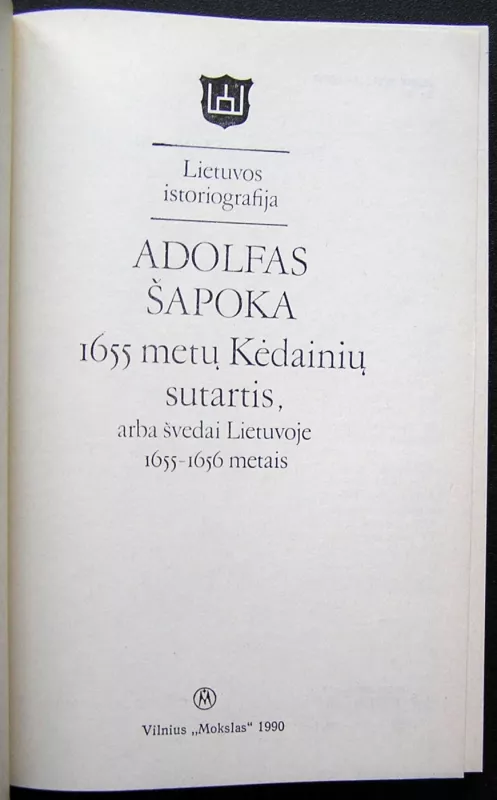 Lietuvos
istoriografija
ADOLFAS
ŠAPOKA
1655 metų Kėdainių
sutartis,
arba švedai Lietuvoje
1655-1656 metais
M
Vilnius „Mokslas“ 1990